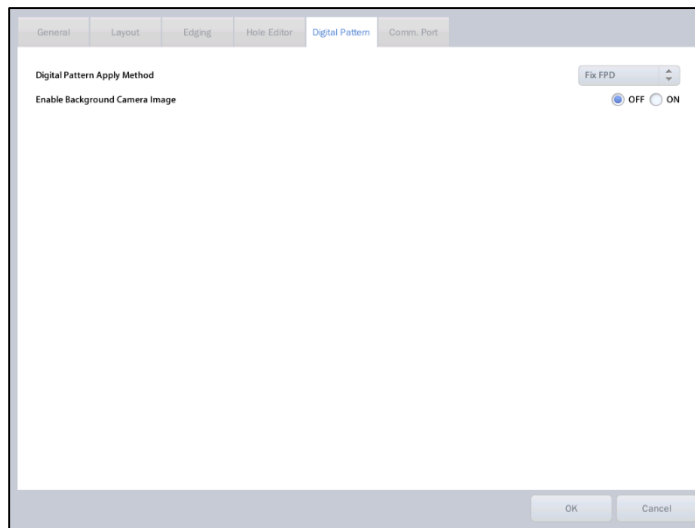 General Layout Edging Hole Editor Digital Pattern Comm. Port
Digital Pattern Apply Method Fix FPD
Enable Background Camera Image OFF ON
OK Cancel